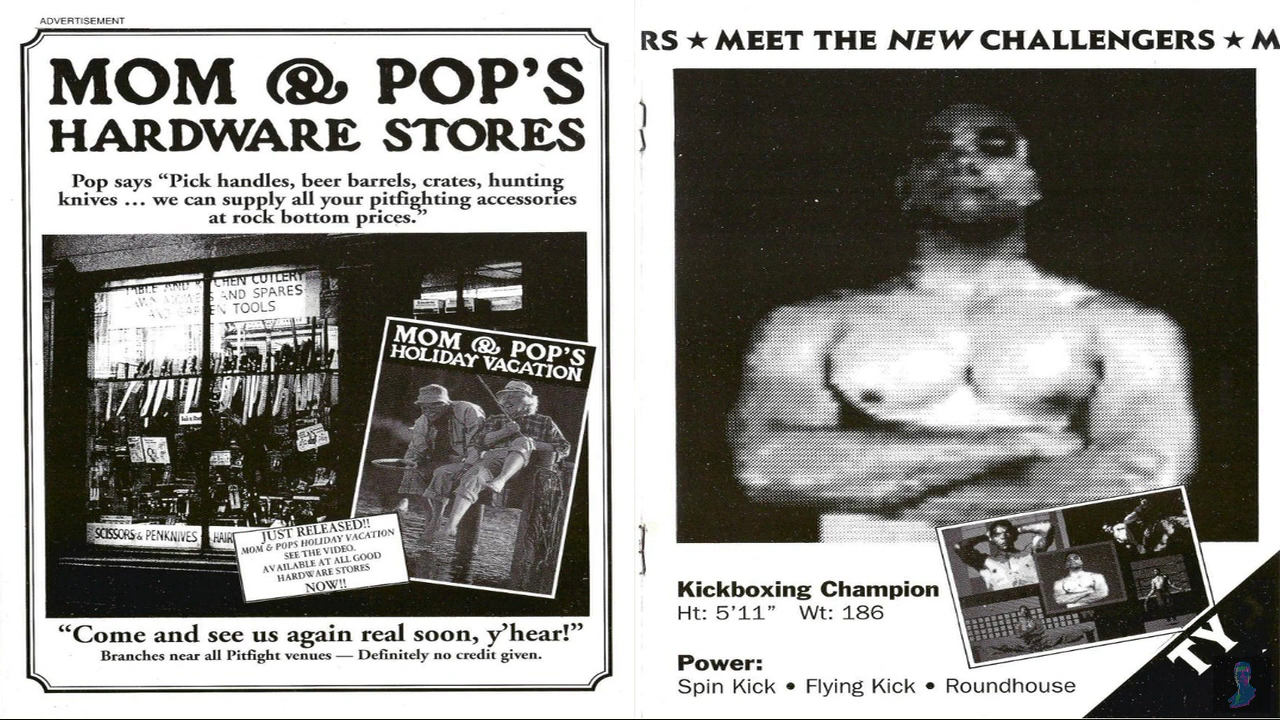 ADVERTISEMENT
MOM & POP'S
HARDWARE STORES
Pop says “Pick handles, beer barrels, crates, hunting
knives … we can supply all your pitfighting accessories
at rock bottom prices.”
CHEN CUTLERY
AND SPARES
TOOLS
SCISSORS & PENKNIVES
HAIR
MOM & POP'S
HOLIDAY VACATION
JUST RELEASED!!
MOM & POPS HOLIDAY VACATION
SEE THE VIDEO.
AVAILABLE AT ALL GOOD
HARDWARE STORES
NOW!!
“Come and see us again real soon, y’hear!”
Branches near all Pitfight venues — Definitely no credit given.
RS ★ MEET THE NEW CHALLENGERS ★ M
Kickboxing Champion
Ht: 5’11” Wt: 186
Power:
Spin Kick • Flying Kick • Roundhouse
TY